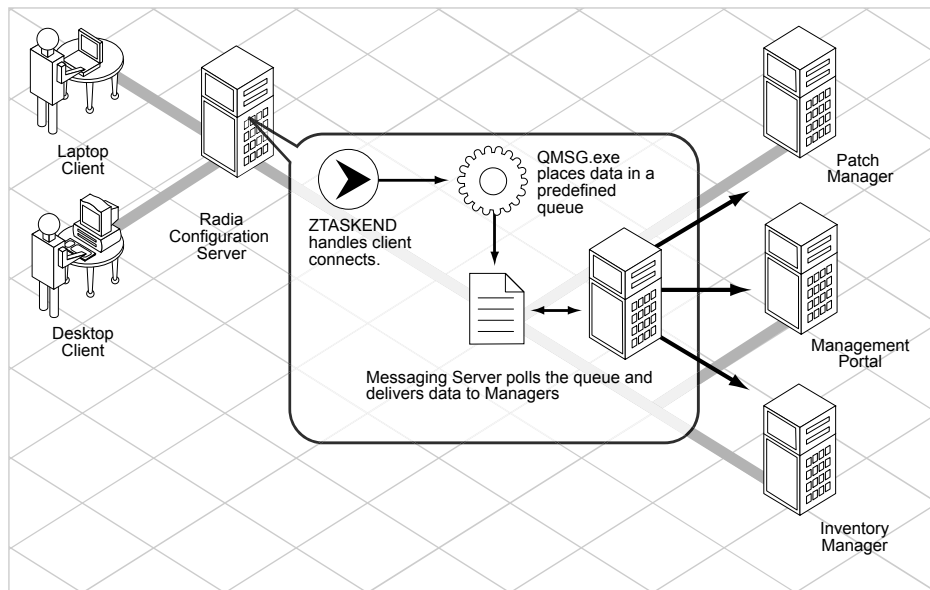 Laptop
Client
Radia
Configuration
Server
Desktop
Client
ZTASKEND
handles client
connects.
QMSG.exe
places data in a
predefined
queue
Messaging Server polls the queue and
delivers data to Managers
Patch
Manager
Management
Portal
Inventory
Manager